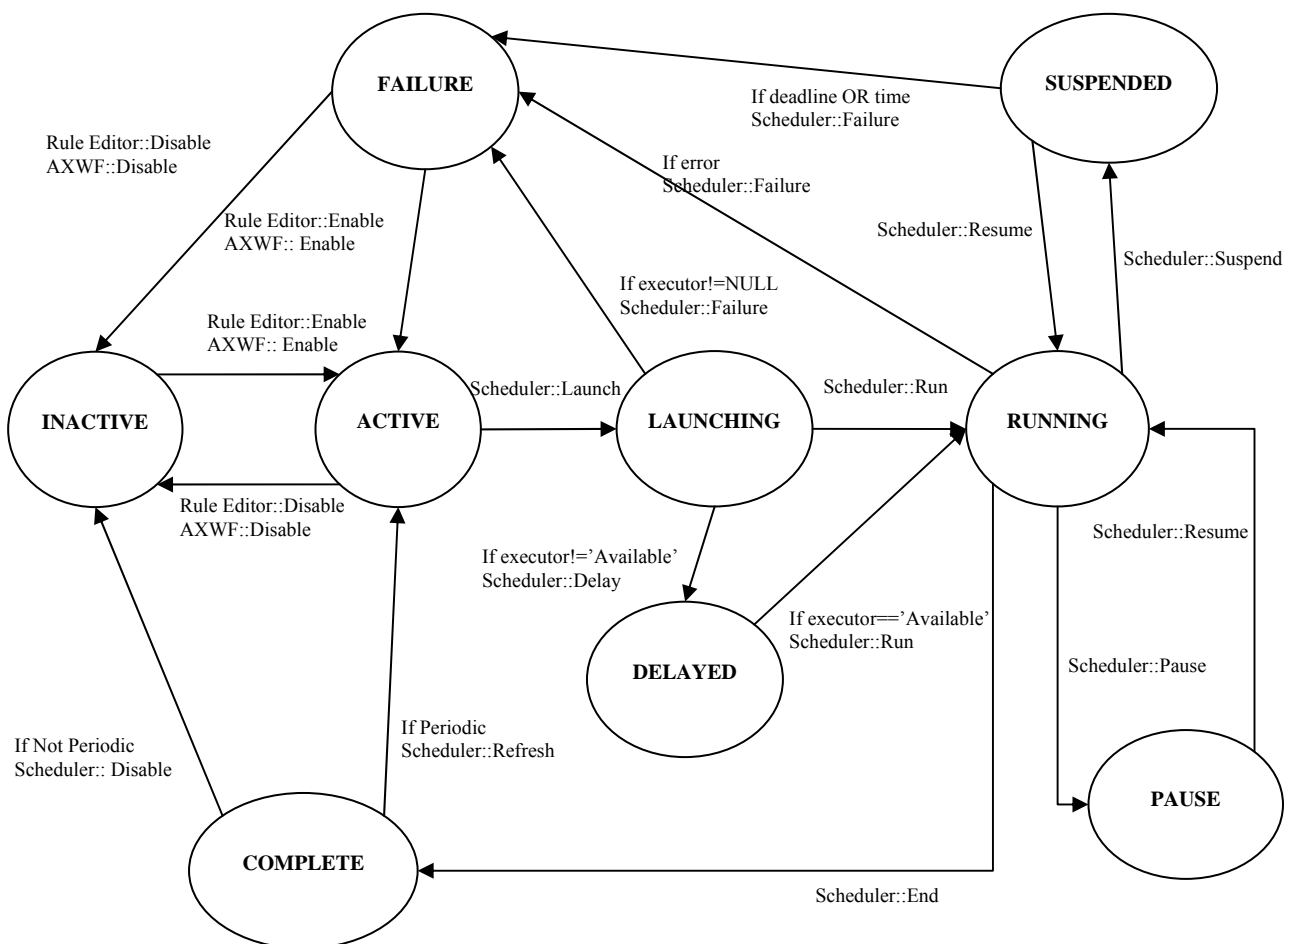 FAILURE
SUSPENDED
If deadline OR time
Scheduler::Failure
Rule Editor::Disable
AXWF::Disable
If error
Scheduler::Failure
Rule Editor::Enable
AXWF:: Enable
Scheduler::Resume
Scheduler::Suspend
If executor!=NULL
Scheduler::Failure
Rule Editor::Enable
AXWF:: Enable
Scheduler::Launch
Scheduler::Run
INACTIVE
ACTIVE
LAUNCHING
RUNNING
Rule Editor::Disable
AXWF::Disable
Scheduler::Resume
If executor!=’Available’
Scheduler::Delay
If executor==’Available’
Scheduler::Run
DELAYED
Scheduler::Pause
If Periodic
Scheduler::Refresh
If Not Periodic
Scheduler:: Disable
PAUSE
COMPLETE
Scheduler::End